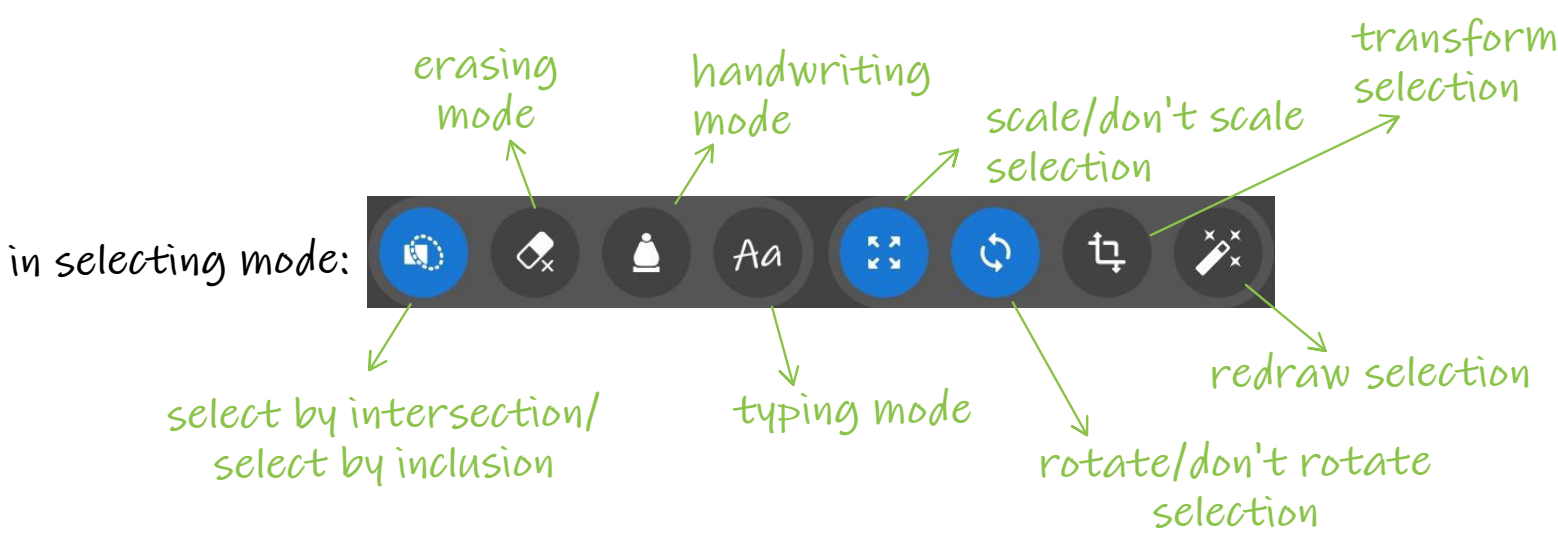 transform
selection
erasing
mode
handwriting
mode
scale/don't scale
selection
in selecting mode:
Aa
select by intersection/
select by inclusion
typing mode
redraw selection
rotate/don't rotate
selection